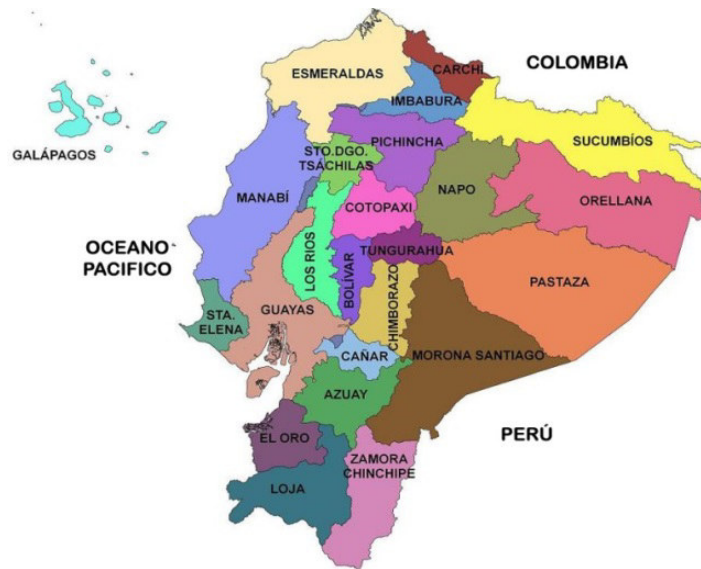 ESMERALDAS
CARCHI
COLOMBIA
IMBABURA
SUCUMBÍOS
PICHINCHA
GALÁPAGOS
STO.DGO.
TSÁCHILAS
MANABÍ
NAPO
ORELLANA
COTOPAXI
OCEANO
PACIFICO
LOS RIOS
TUNGURAHUA
BOLÍVAR
PASTAZA
CHIMBORAZO
STA.
ELENA
GUAYAS
CAÑAR
MORONA SANTIAGO
AZUAY
PERÚ
EL ORO
ZAMORA
CHINCHIPE
LOJA